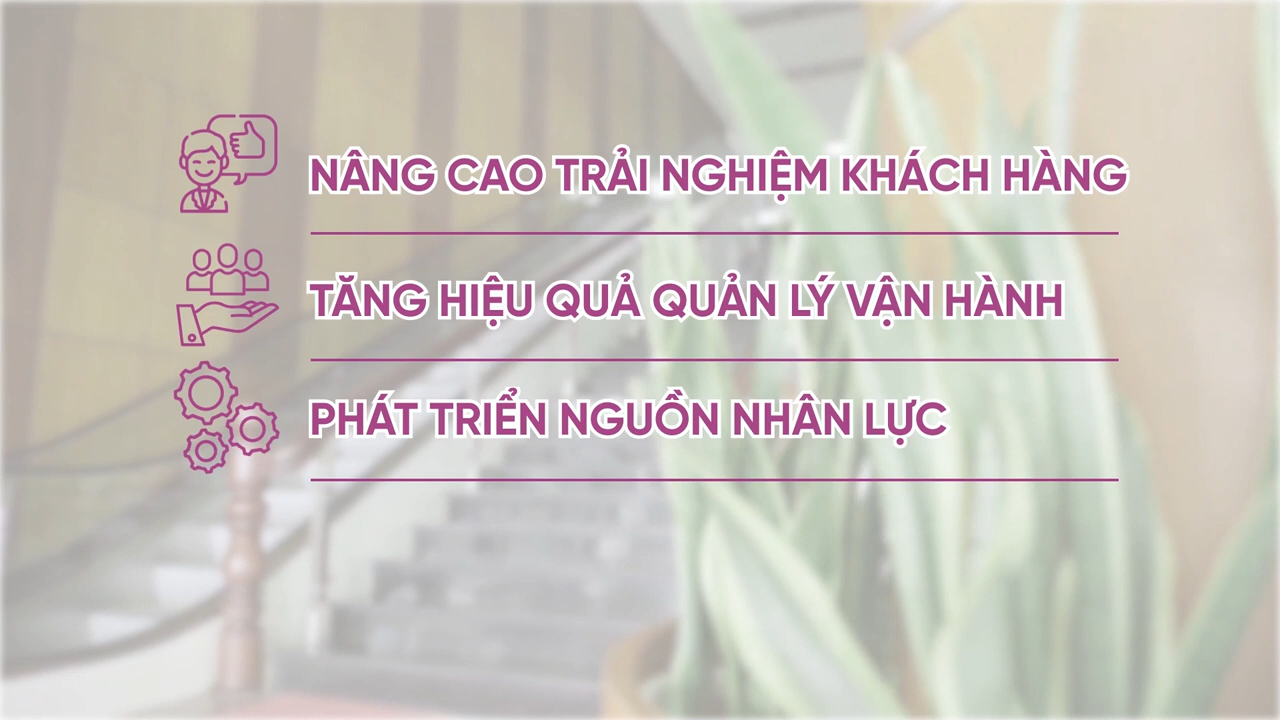 NÂNG CAO TRẢI NGHIỆM KHÁCH HÀNG
TĂNG HIỆU QUẢ QUẢN LÝ VẬN HÀNH
PHÁT TRIỂN NGUỒN NHÂN LỰC